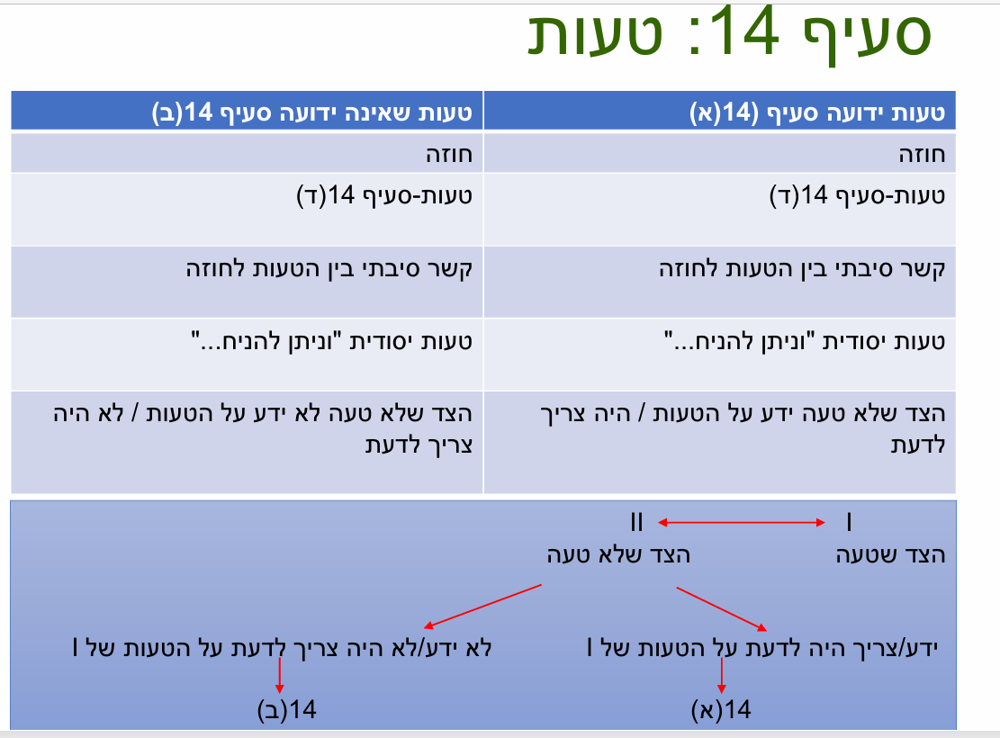 סעיף 14: טעות
טעות ידועה סעיף (14(א)
טעות שאינה ידועה סעיף 14(ב)
חוזה
חוזה
טעות-סעיף 14(ד)
טעות-סעיף 14(ד)
קשר סיבתי בין הטעות לחוזה
קשר סיבתי בין הטעות לחוזה
טעות יסודית "וניתן להניח..."
טעות יסודית "וניתן להניח..."
הצד שלא טעה ידע על הטעות / היה צריך
לדעת
הצד שלא טעה לא ידע על הטעות / לא היה
צריך לדעת
I
II
הצד שטעה
הצד שלא טעה
ידע/צריך היה לדעת על הטעות של I
לא ידע/לא היה צריך לדעת על הטעות של I
14(א)
14(ב)